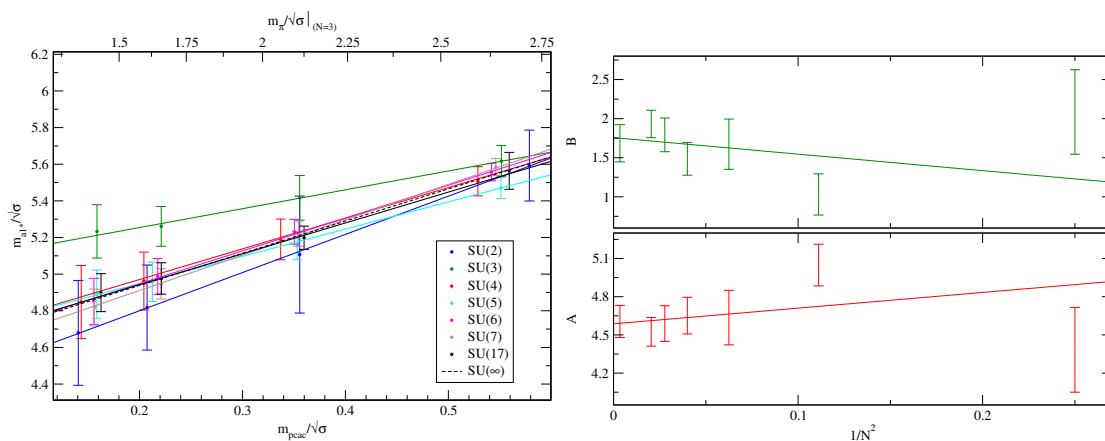 m_π/√σ|_(N=3)
1.5 1.75 2 2.25 2.5 2.75
6.2
6
5.8
5.6
5.4
5.2
5
4.8
4.6
4.4
m_a1*/√σ
0.2 0.3 0.4 0.5
m_pcac/√σ
SU(2)
SU(3)
SU(4)
SU(5)
SU(6)
SU(7)
SU(17)
SU(∞)
2.5
2
1.5
1
B
5.1
4.8
4.5
4.2
A
0 0.1 0.2
1/N²